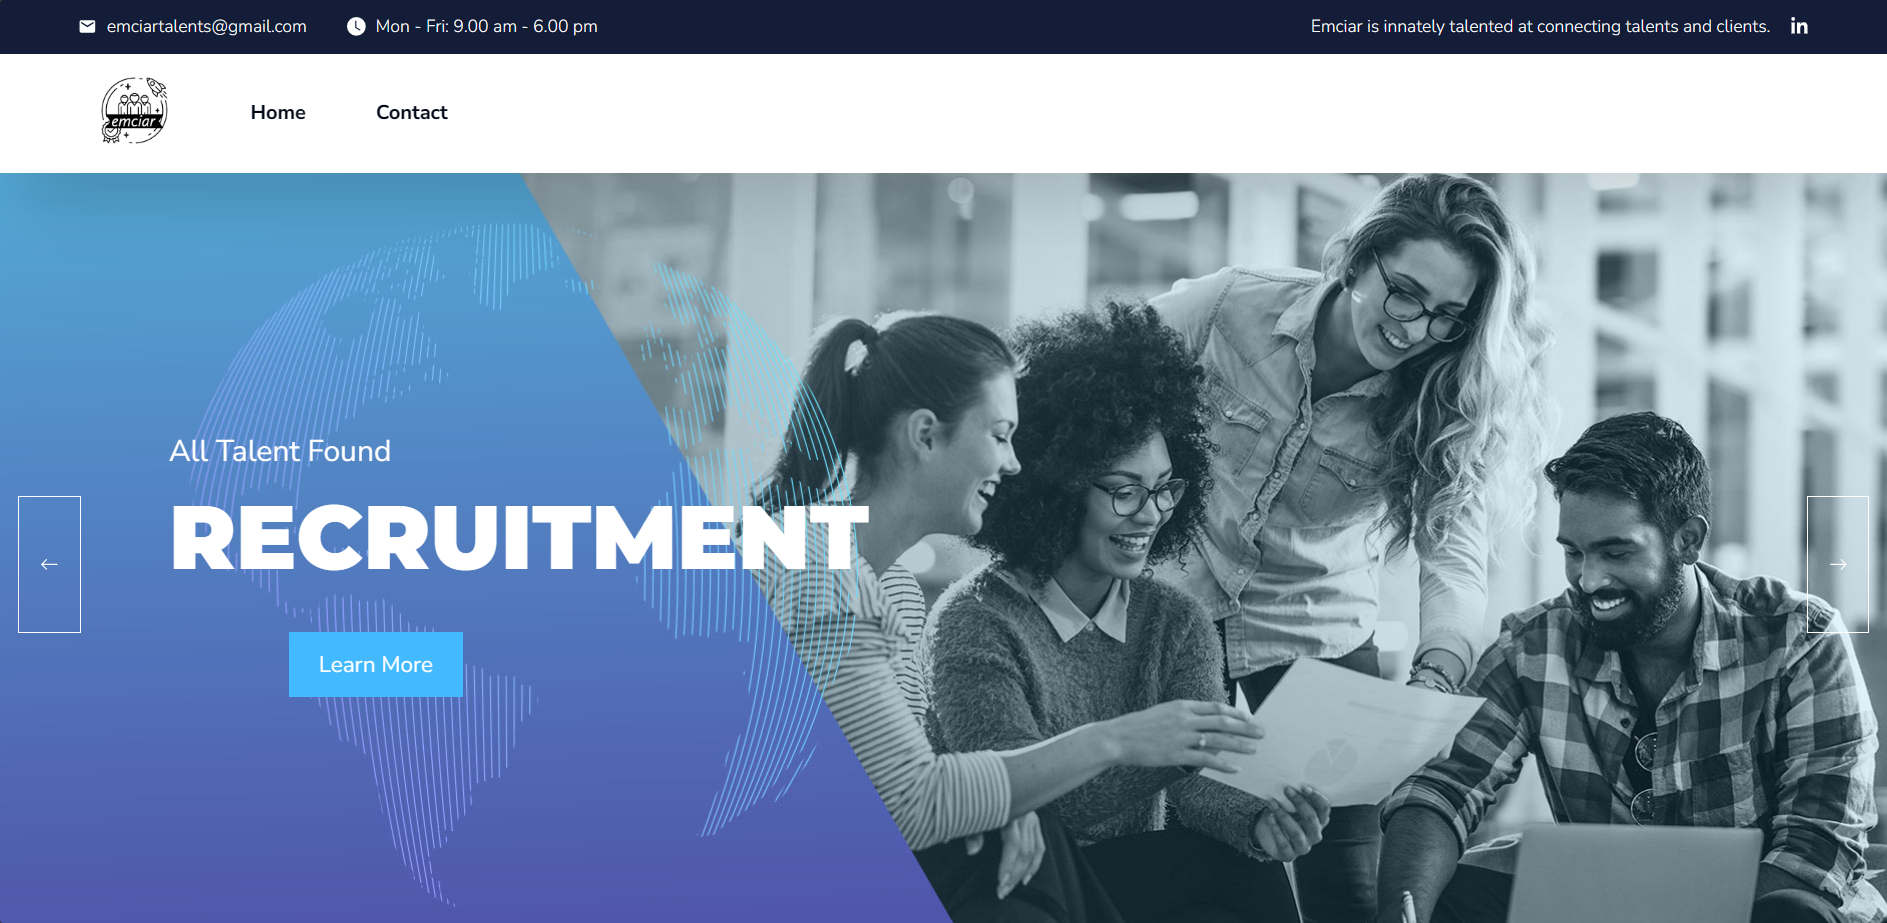 emciartalents@gmail.com
Mon - Fri: 9.00 am - 6.00 pm
Emciar is innately talented at connecting talents and clients.
in
emciar
Home
Contact
All Talent Found
RECRUITMENT
Learn More